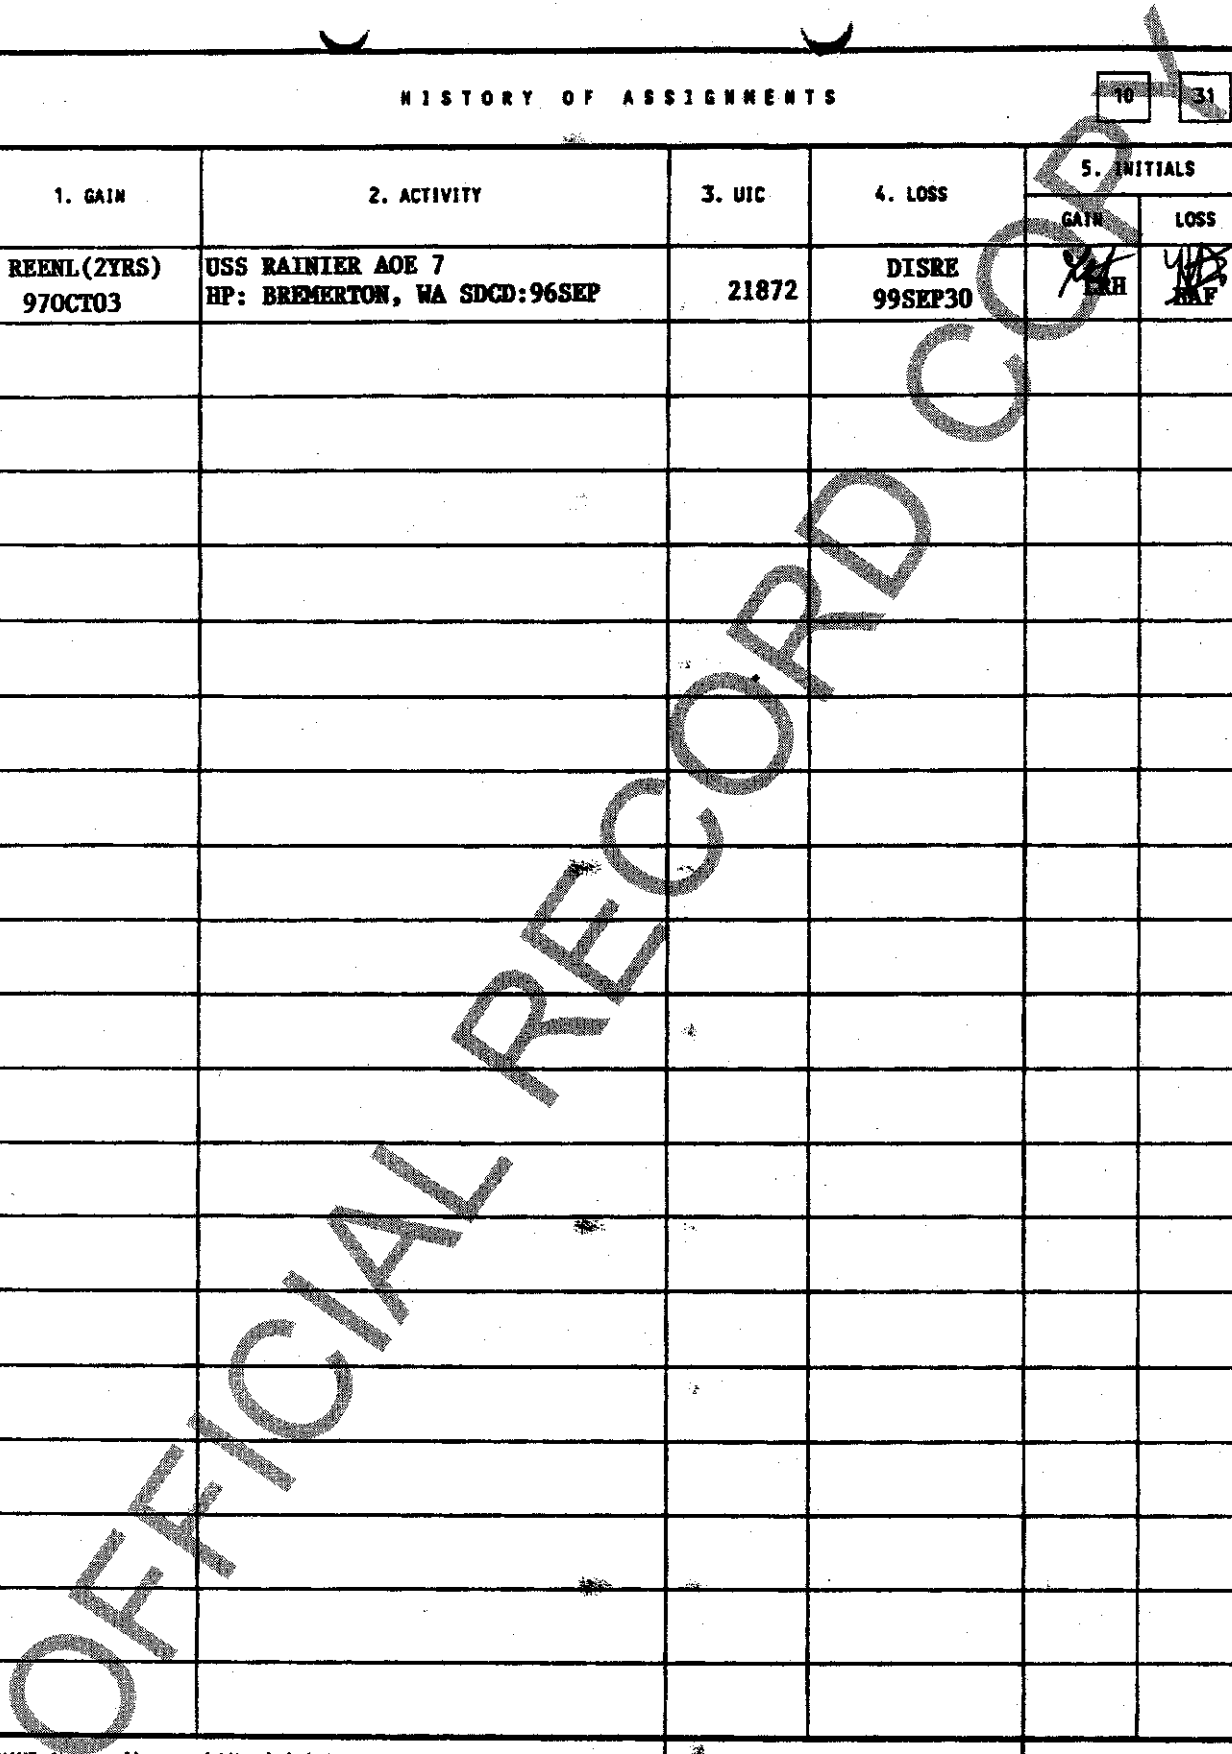 HISTORY OF ASSIGNMENTS
10 31
1. GAIN 2. ACTIVITY 3. UIC 4. LOSS 5. INITIALS
GAIN LOSS
REENL(2YRS) USS RAINIER AOE 7 DISRE
97OCT03 HP: BREMERTON, WA SDCD:96SEP 21872 99SEP30
OFFICIAL RECORD COPY